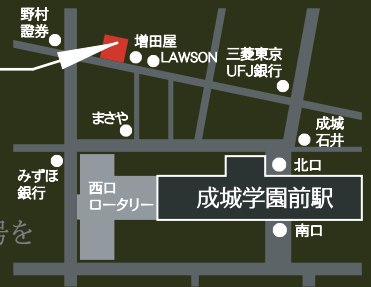 野村
證券
増田屋
LAWSON
三菱東京
UFJ銀行
まさや
成城
石井
みずほ
銀行
西口
ロータリー
北口
成城学園前駅
南口
号を